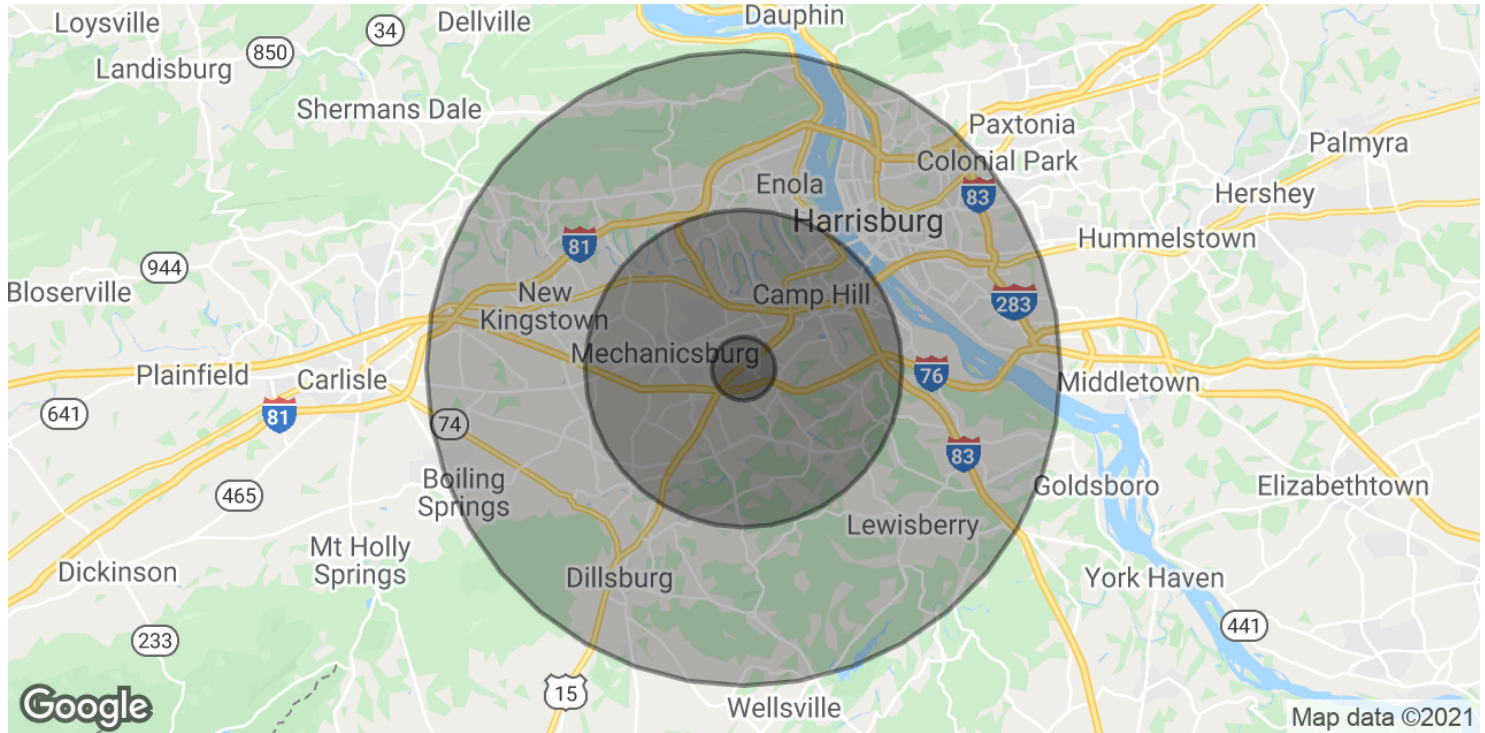 Loysville
34
Dellville
Dauphin
850
Landisburg
Shermans Dale
Paxtonia
Palmyra
Colonial Park
Enola
83
Hershey
Harrisburg
81
Hummelstown
944
Bloserville
New
Kingstown
Camp Hill
283
Mechanicsburg
Plainfield
Carlisle
76
Middletown
641
81
74
83
Boiling
Springs
465
Goldsboro
Elizabethtown
Lewisberry
Mt Holly
Springs
Dickinson
Dillsburg
York Haven
233
441
15
Google
Wellsville
Map data ©2021